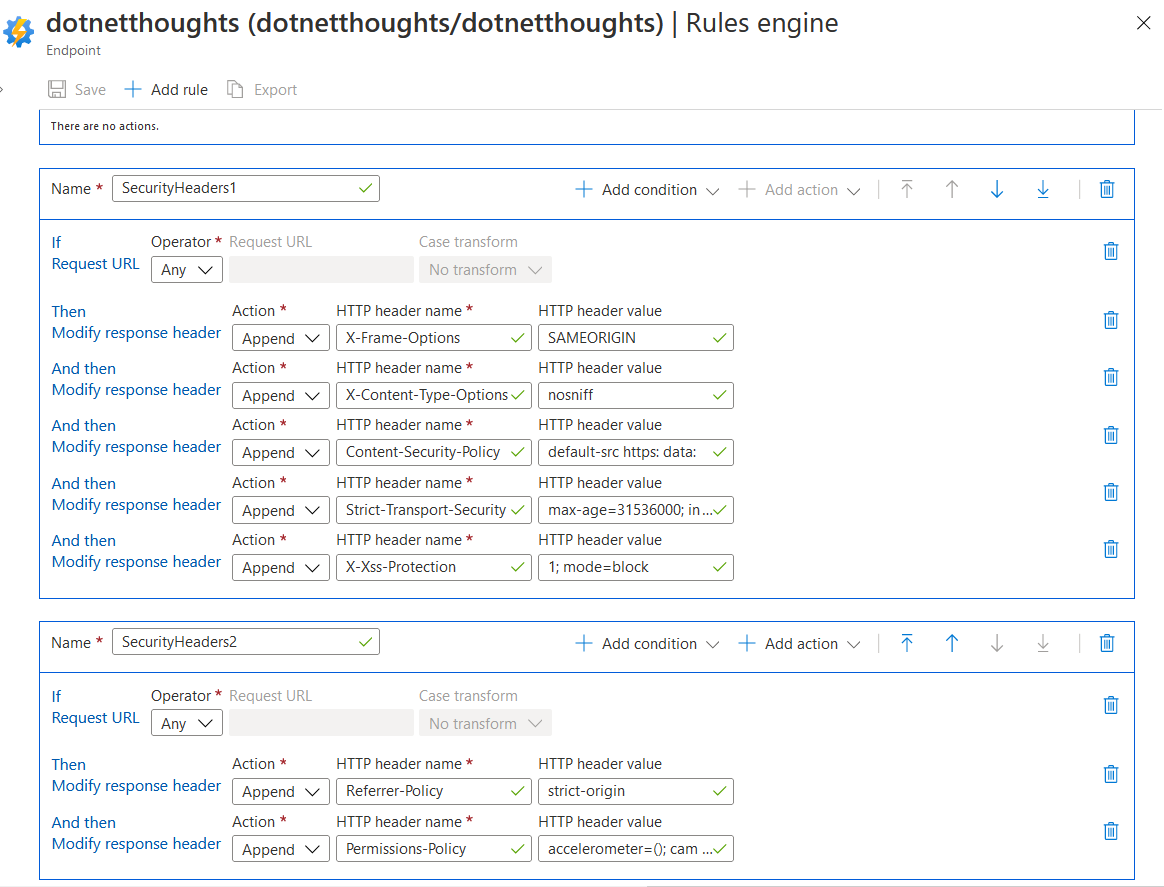 dotnetthoughts (dotnetthoughts/dotnetthoughts) | Rules engine
Endpoint
Save Add rule Export
There are no actions.
Name * SecurityHeaders1 Add condition Add action
If Operator * Request URL Case transform
Request URL Any No transform
Then Action * HTTP header name * HTTP header value
Modify response header Append X-Frame-Options SAMEORIGIN
And then Action * HTTP header name * HTTP header value
Modify response header Append X-Content-Type-Options nosniff
And then Action * HTTP header name * HTTP header value
Modify response header Append Content-Security-Policy default-src https: data:
And then Action * HTTP header name * HTTP header value
Modify response header Append Strict-Transport-Security max-age=31536000; in ...
And then Action * HTTP header name * HTTP header value
Modify response header Append X-Xss-Protection 1; mode=block
Name * SecurityHeaders2 Add condition Add action
If Operator * Request URL Case transform
Request URL Any No transform
Then Action * HTTP header name * HTTP header value
Modify response header Append Referrer-Policy strict-origin
And then Action * HTTP header name * HTTP header value
Modify response header Append Permissions-Policy accelerometer=(); cam ...